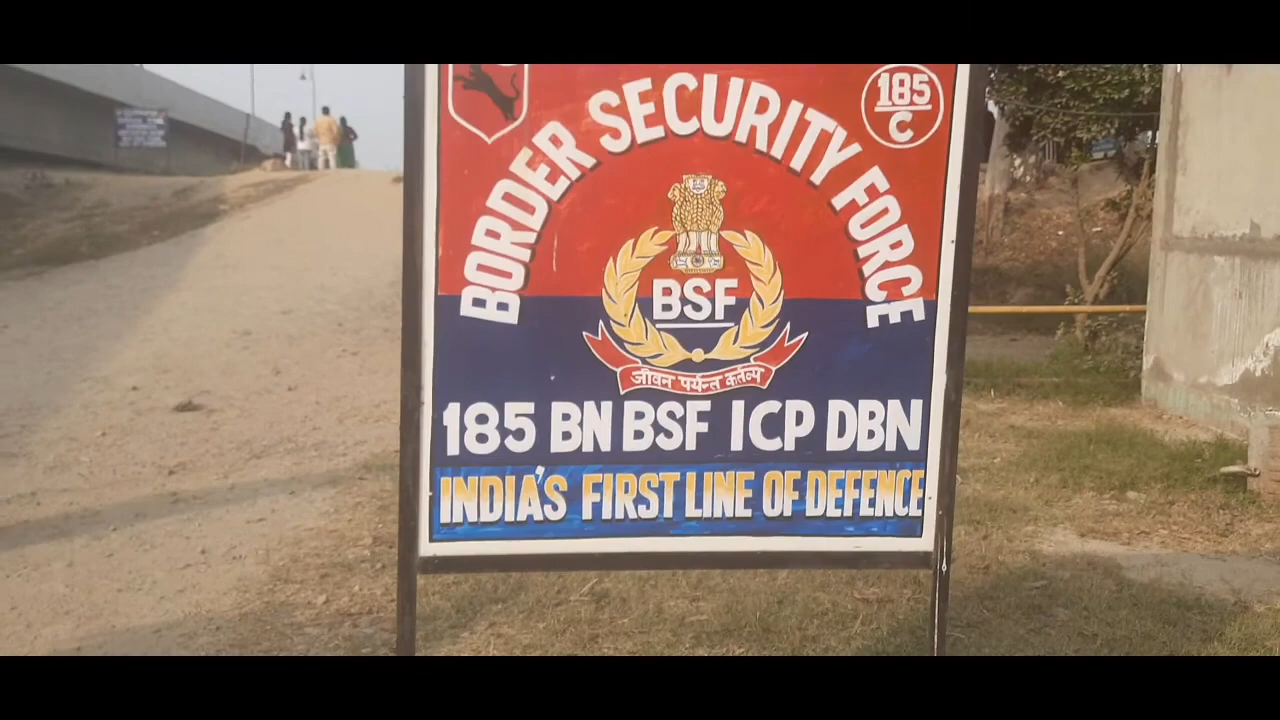 185
C
BORDER SECURITY FORCE
BSF
जीवन पर्यन्त कर्तव्य
185 BN BSF ICP DBN
INDIA'S FIRST LINE OF DEFENCE